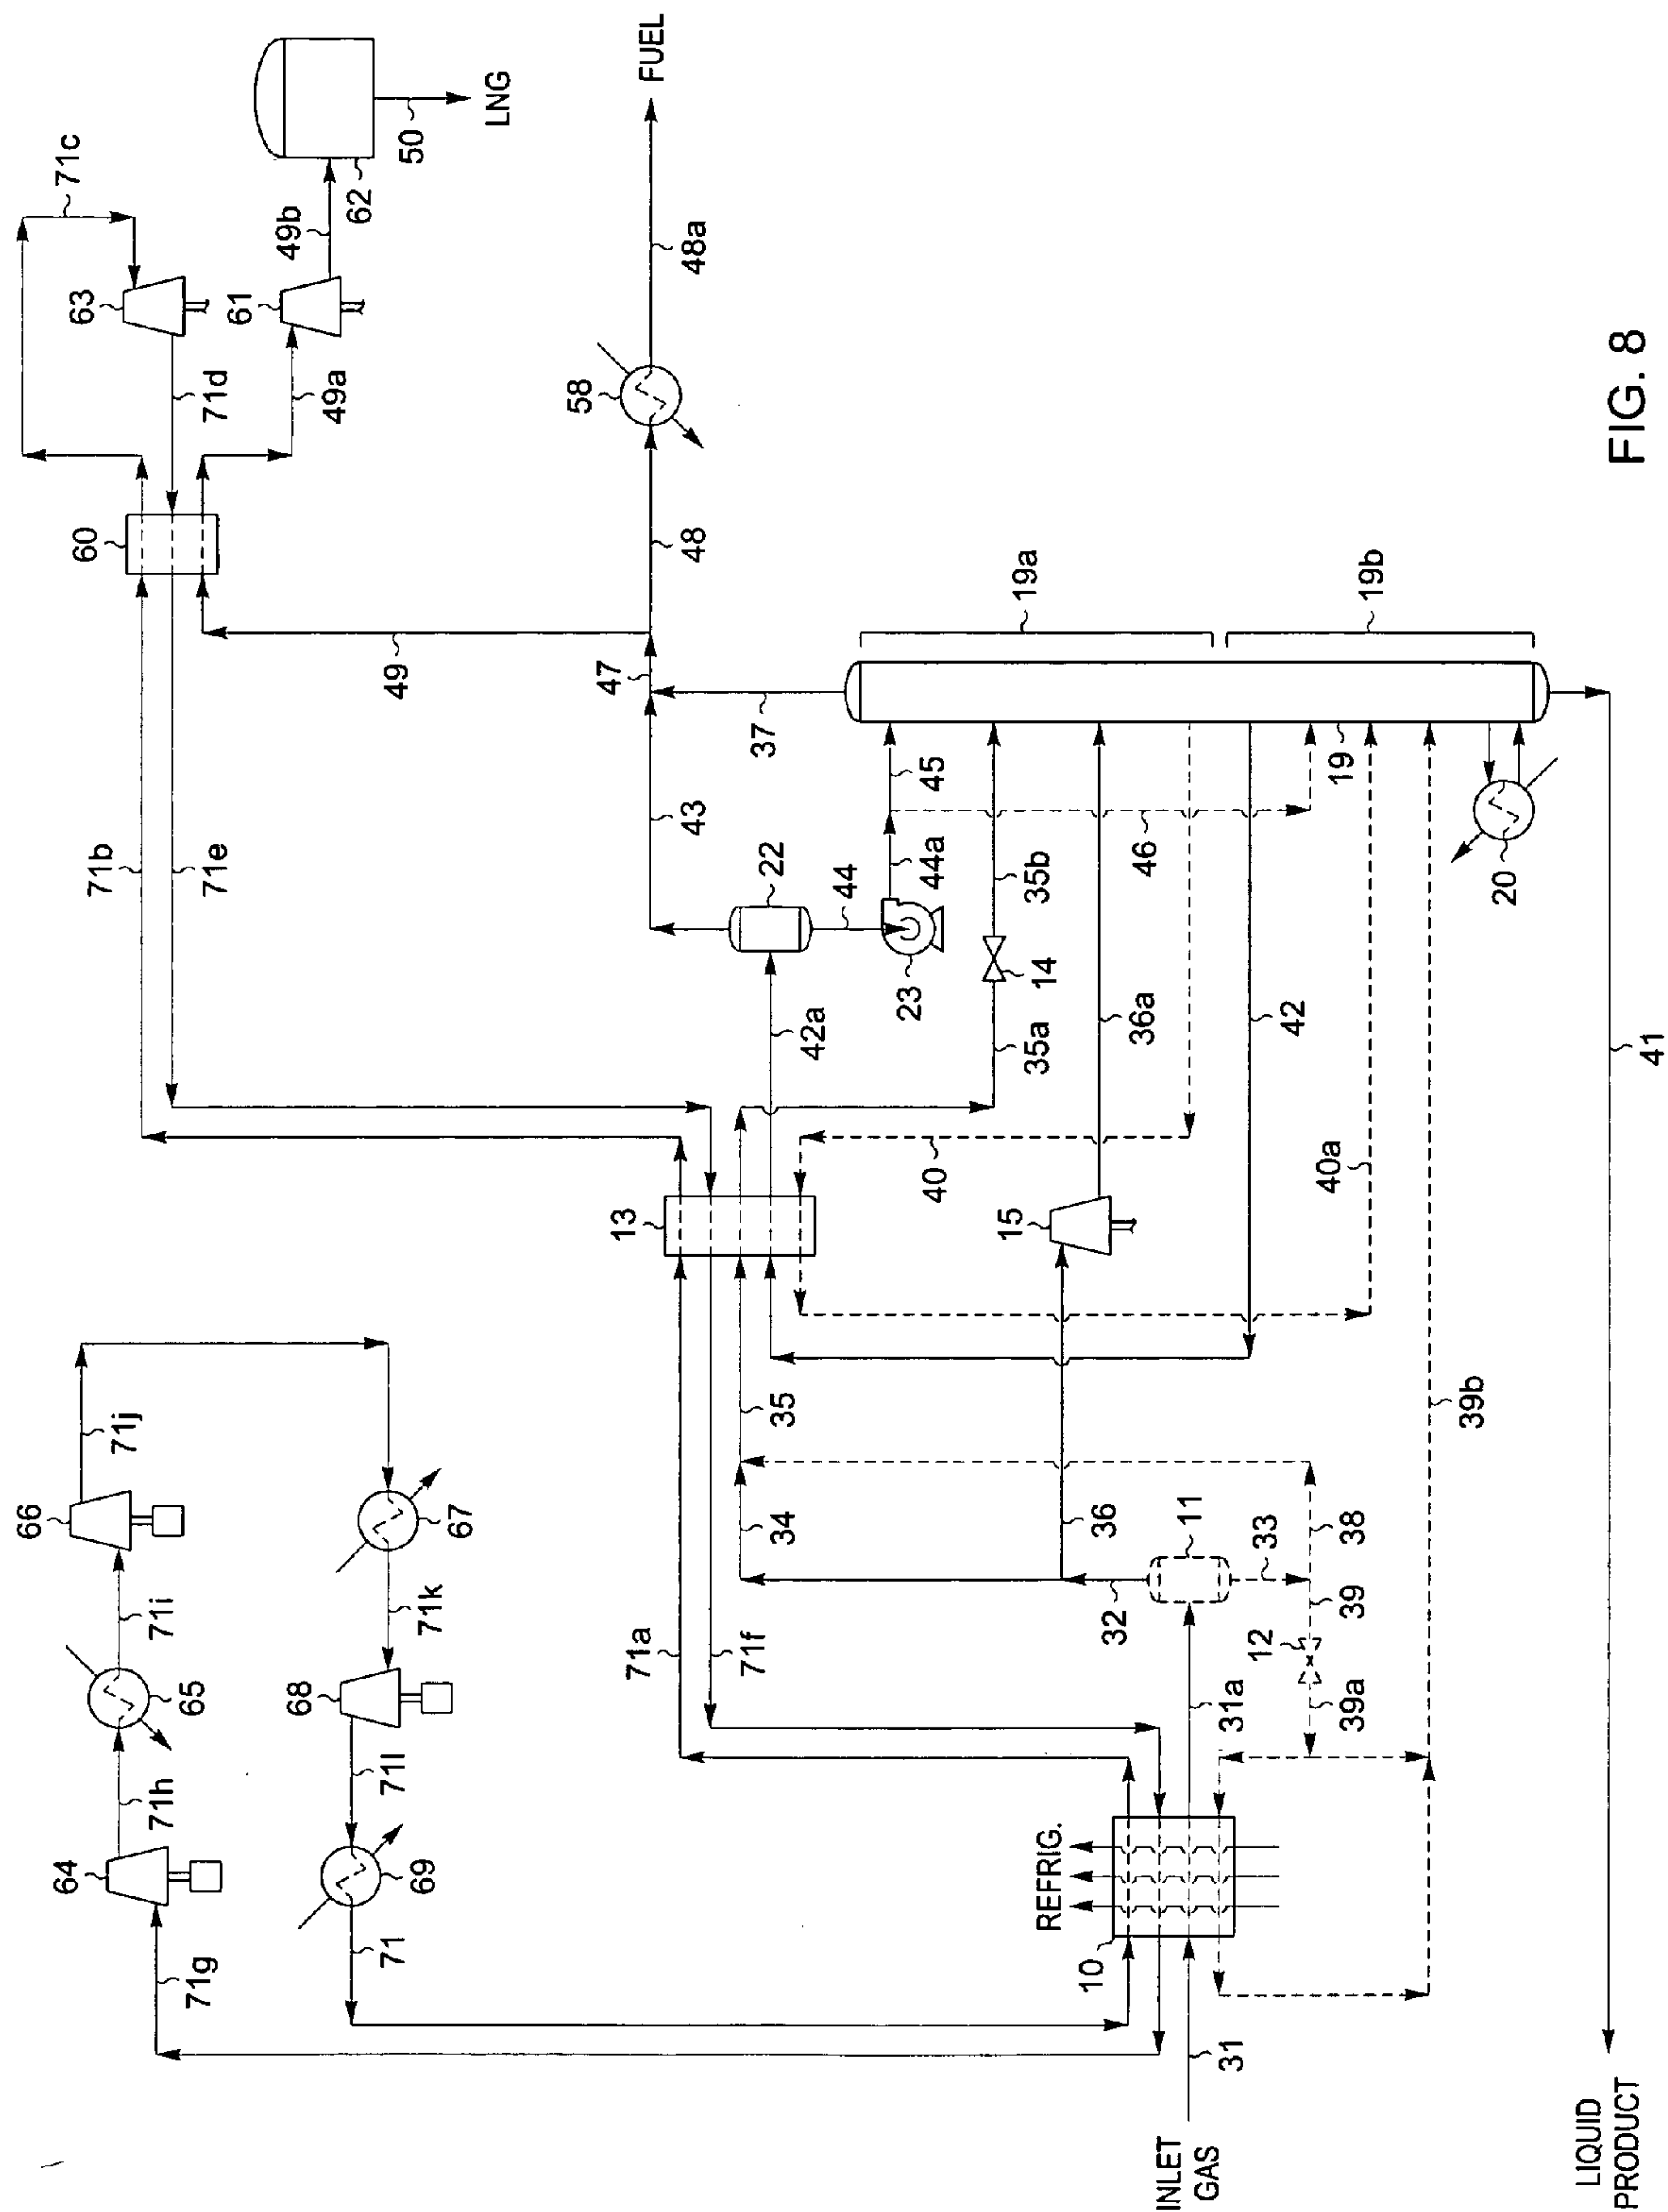 71c
63
71d
60
61
49b
49a
62
50
LNG
71b
71e
49
58
48a
FUEL
48
47
43
37
22
44
44a
45
23
42a
35b
14
35a
36a
46
42
40
40a
19a
19b
19
20
41
13
15
66
71j
71i
65
67
71k
71h
68
64
71l
69
71g
71
71a
71f
35
34
36
32
11
33
38
39
12
39a
31a
39b
REFRIG.
10
31
INLET
GAS
LIQUID
PRODUCT
FIG. 8